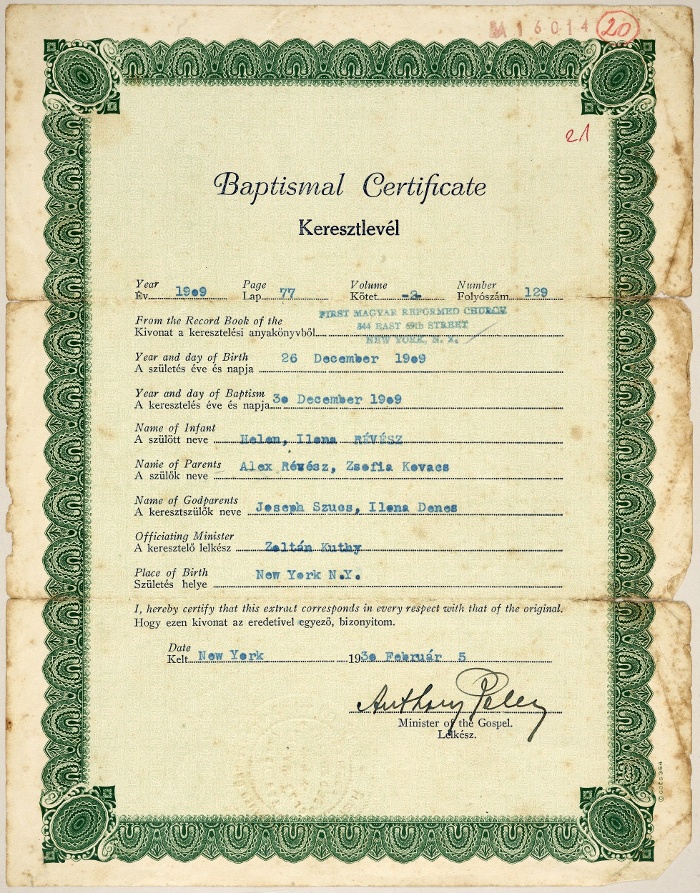 A 16014 20
21
Baptismal Certificate
Keresztlevél
Year Page Volume Number
Év 1909 Lap 77 Kötet -2- Folyószám 129
From the Record Book of the FIRST MAGYAR REFORMED CHURCH
Kivonat a keresztelési anyakönyvből 344 EAST 69th STREET
NEW YORK, N. Y.
Year and day of Birth
A születés éve és napja 26 December 1909
Year and day of Baptism
A keresztelés éve és napja 30 December 1909
Name of Infant
A szülött neve Helen, Ilona RÉVÉSZ
Name of Parents
A szülők neve Alex Révész, Zsofia Kovacs
Name of Godparents
A keresztszülők neve Joseph Szucs, Ilona Denes
Officiating Minister
A keresztelő lelkész Zoltán Kuthy
Place of Birth
Születés helye New York N.Y.
I, hereby certify that this extract corresponds in every respect with that of the original.
Hogy ezen kivonat az eredetivel egyező, bizonyitom.
Date
Kelt New York 1930 Február 5
Anthony Peley
Minister of the Gospel.
Lelkész.